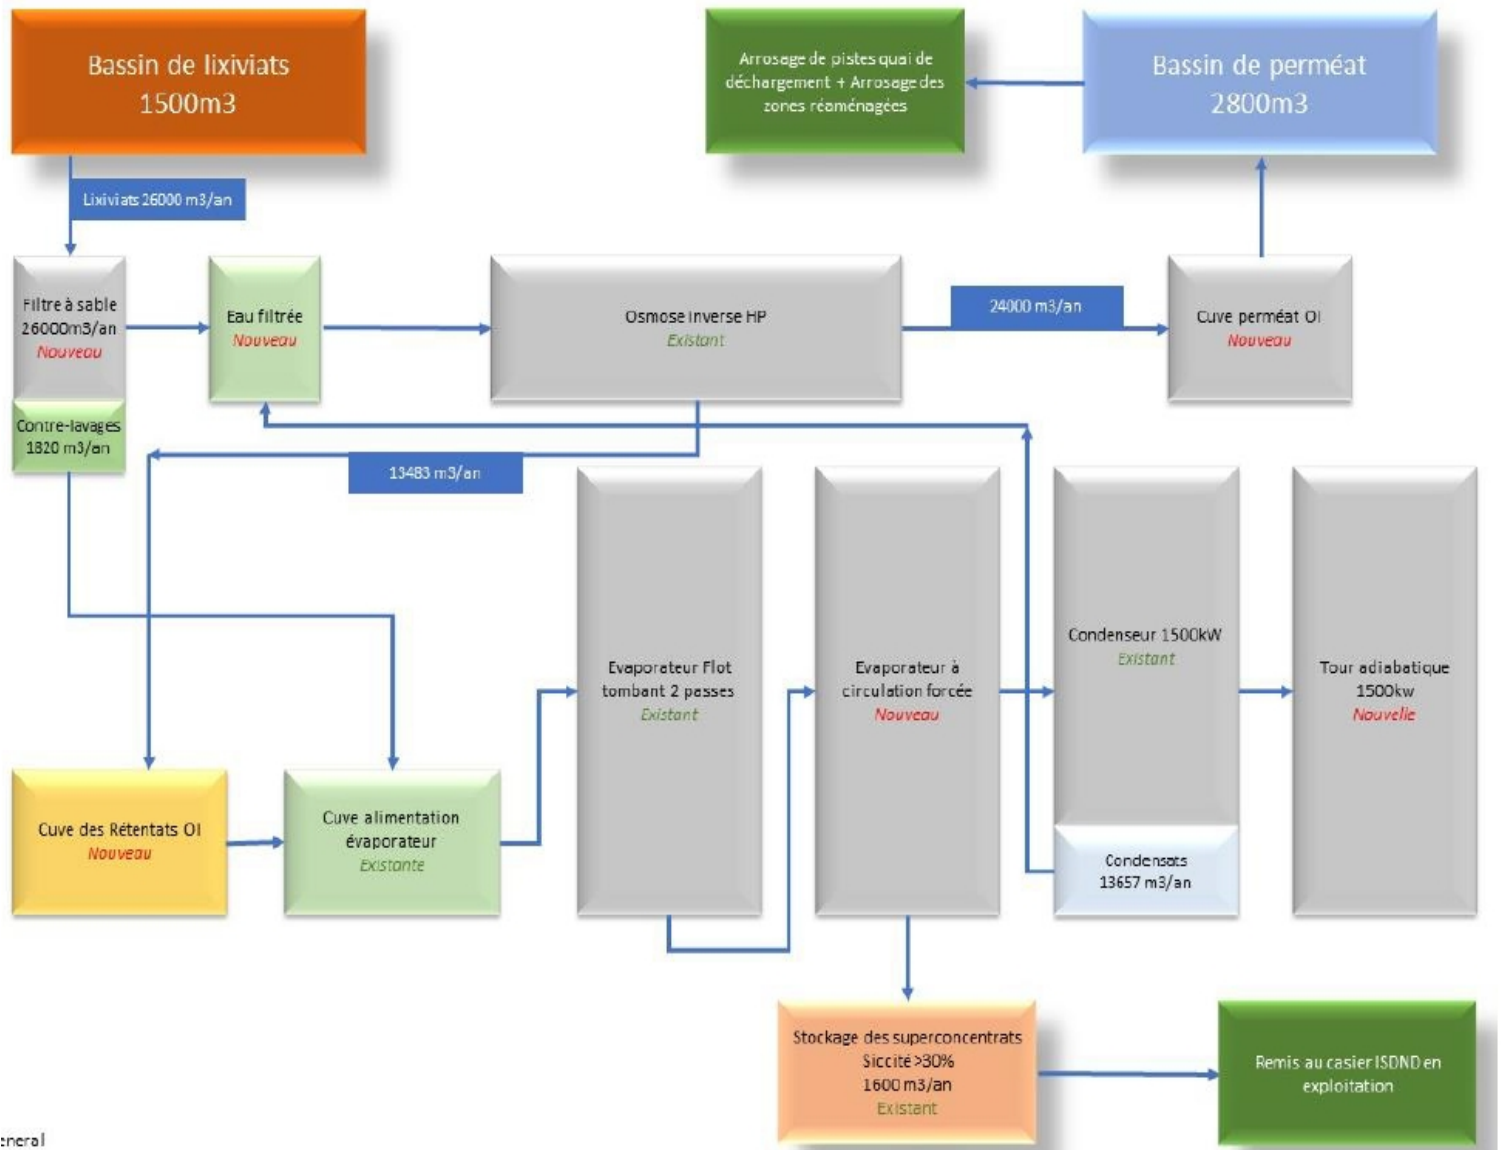 Bassin de lixiviats
1500m3
Arrosage de pistes quai de
déchargement + Arrosage des
zones réaménagées
Bassin de perméat
2800m3
Lixiviats 26000 m3/an
Filtre à sable
26000m3/an
Nouveau
Eau filtrée
Nouveau
Osmose inverse HP
Existant
24000 m3/an
Cuve perméat OI
Nouveau
Contre-lavages
1820 m3/an
13483 m3/an
Evaporateur Flot
tombant 2 passes
Existant
Evaporateur à
circulation forcée
Nouveau
Condenseur 1500kW
Existant
Tour adiabatique
1500kw
Nouvelle
Cuve des Rétentats OI
Nouveau
Cuve alimentation
évaporateur
Existante
Condensats
13657 m3/an
Stockage des superconcentrats
Siccité >30%
1600 m3/an
Existant
Remis au casier ISDND en
exploitation
eneral